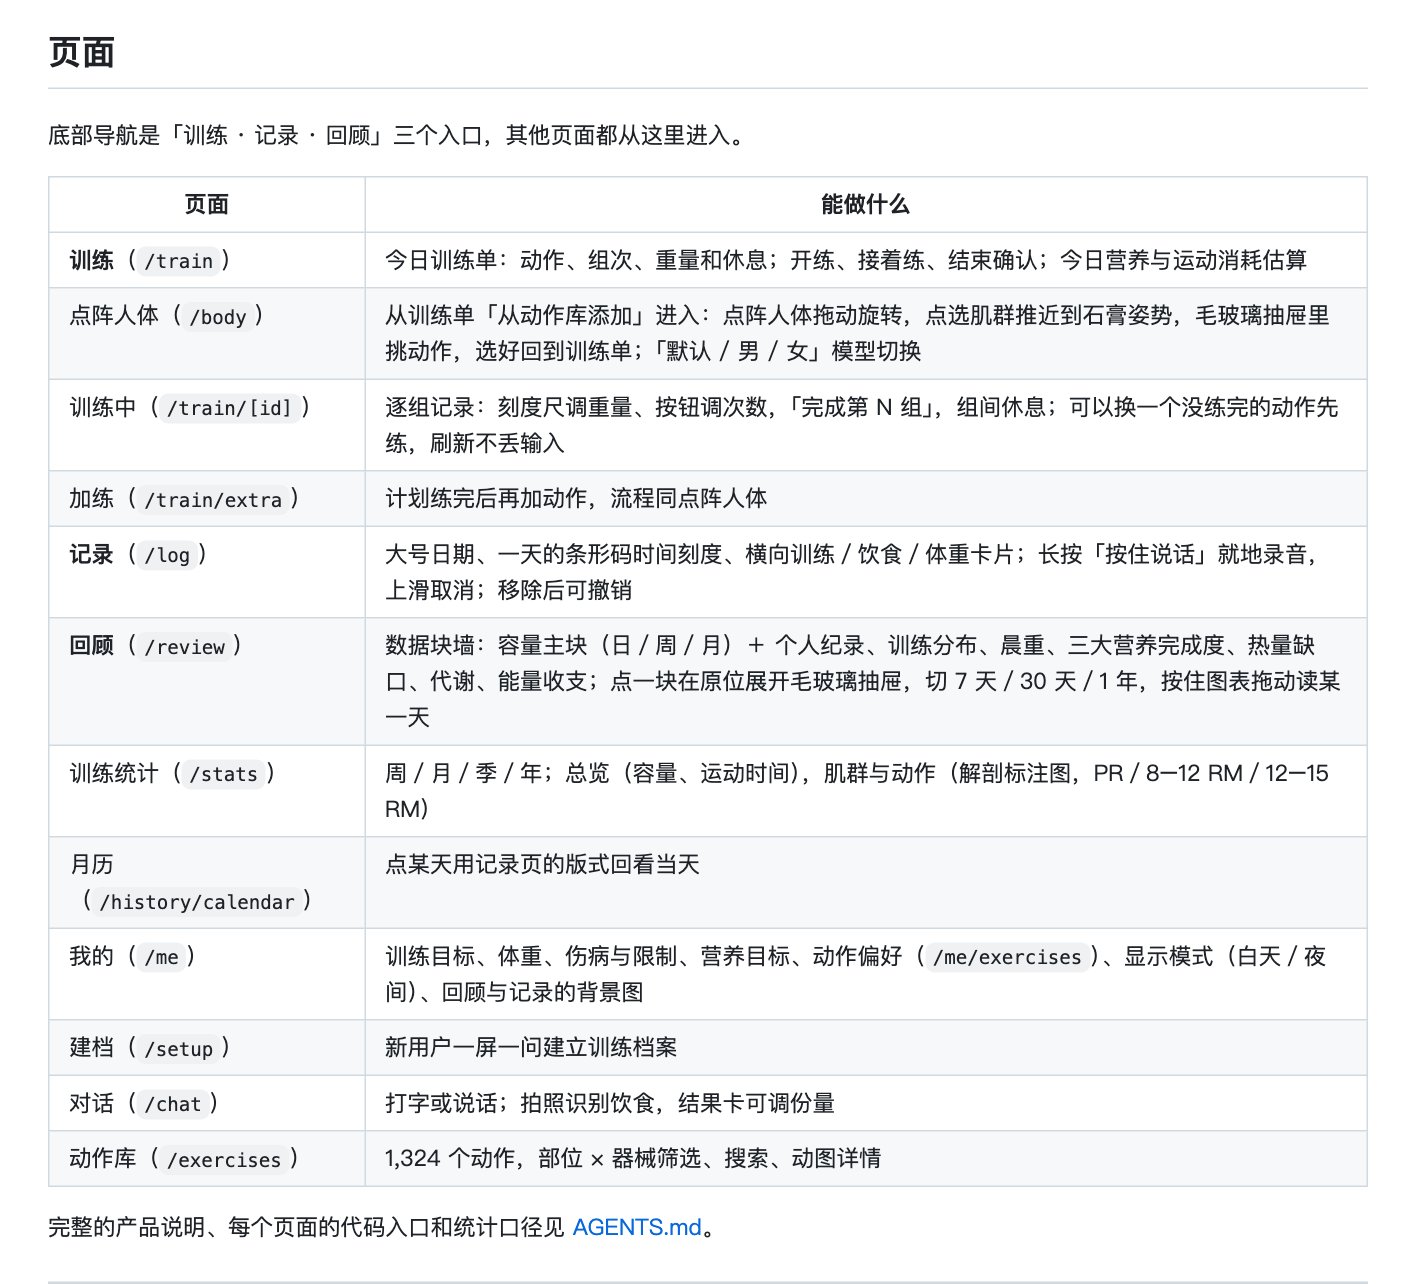 页面
底部导航是「训练 · 记录 · 回顾」三个入口，其他页面都从这里进入。
页面 能做什么
训练（/train） 今日训练单：动作、组次、重量和休息；开练、接着练、结束确认；今日营养与运动消耗估算
点阵人体（/body） 从训练单「从动作库添加」进入：点阵人体拖动旋转，点选肌群推近到石膏姿势，毛玻璃抽屉里
挑动作，选好回到训练单；「默认 / 男 / 女」模型切换
训练中（/train/[id]） 逐组记录：刻度尺调重量、按钮调次数，「完成第 N 组」，组间休息；可以换一个没练完的动作先
练，刷新不丢输入
加练（/train/extra） 计划练完后再加动作，流程同点阵人体
记录（/log） 大号日期、一天的条形码时间刻度、横向训练 / 饮食 / 体重卡片；长按「按住说话」就地录音，
上滑取消；移除后可撤销
回顾（/review） 数据块墙：容量主块（日 / 周 / 月）＋ 个人纪录、训练分布、晨重、三大营养完成度、热量缺
口、代谢、能量收支；点一块在原位展开毛玻璃抽屉，切 7 天 / 30 天 / 1 年，按住图表拖动读某
一天
训练统计（/stats） 周 / 月 / 季 / 年；总览（容量、运动时间），肌群与动作（解剖标注图，PR / 8–12 RM / 12–15
RM）
月历 点某天用记录页的版式回看当天
（/history/calendar）
我的（/me） 训练目标、体重、伤病与限制、营养目标、动作偏好（/me/exercises）、显示模式（白天 / 夜
间）、回顾与记录的背景图
建档（/setup） 新用户一屏一问建立训练档案
对话（/chat） 打字或说话；拍照识别饮食，结果卡可调份量
动作库（/exercises） 1,324 个动作，部位 × 器械筛选、搜索、动图详情
完整的产品说明、每个页面的代码入口和统计口径见 AGENTS.md。